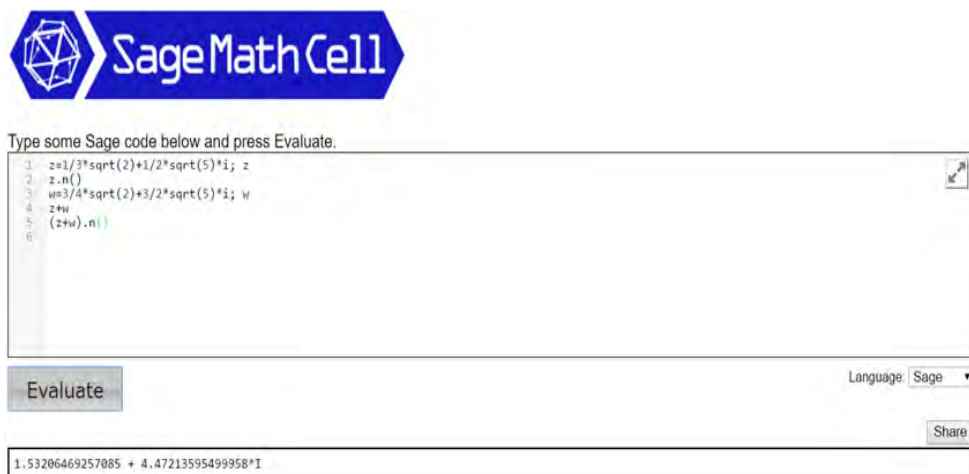 SageMathCell
Type some Sage code below and press Evaluate.
1 z=1/3*sqrt(2)+1/2*sqrt(5)*i; z
2 z.n()
3 w=3/4*sqrt(2)+3/2*sqrt(5)*i; w
4 z+w
5 (z+w).n()
6
Evaluate
Language: Sage
Share
1.53206469257085 + 4.47213595499958*I